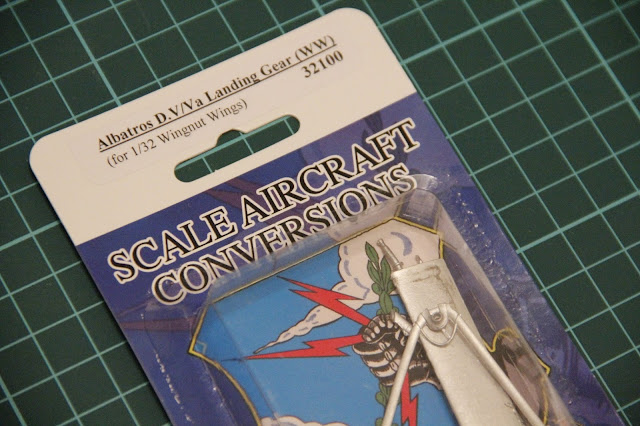 Albatros D.V/Va Landing Gear (WW)
32100
(for 1/32 Wingnut Wings)
SCALE AIRCRAFT
CONVERSIONS